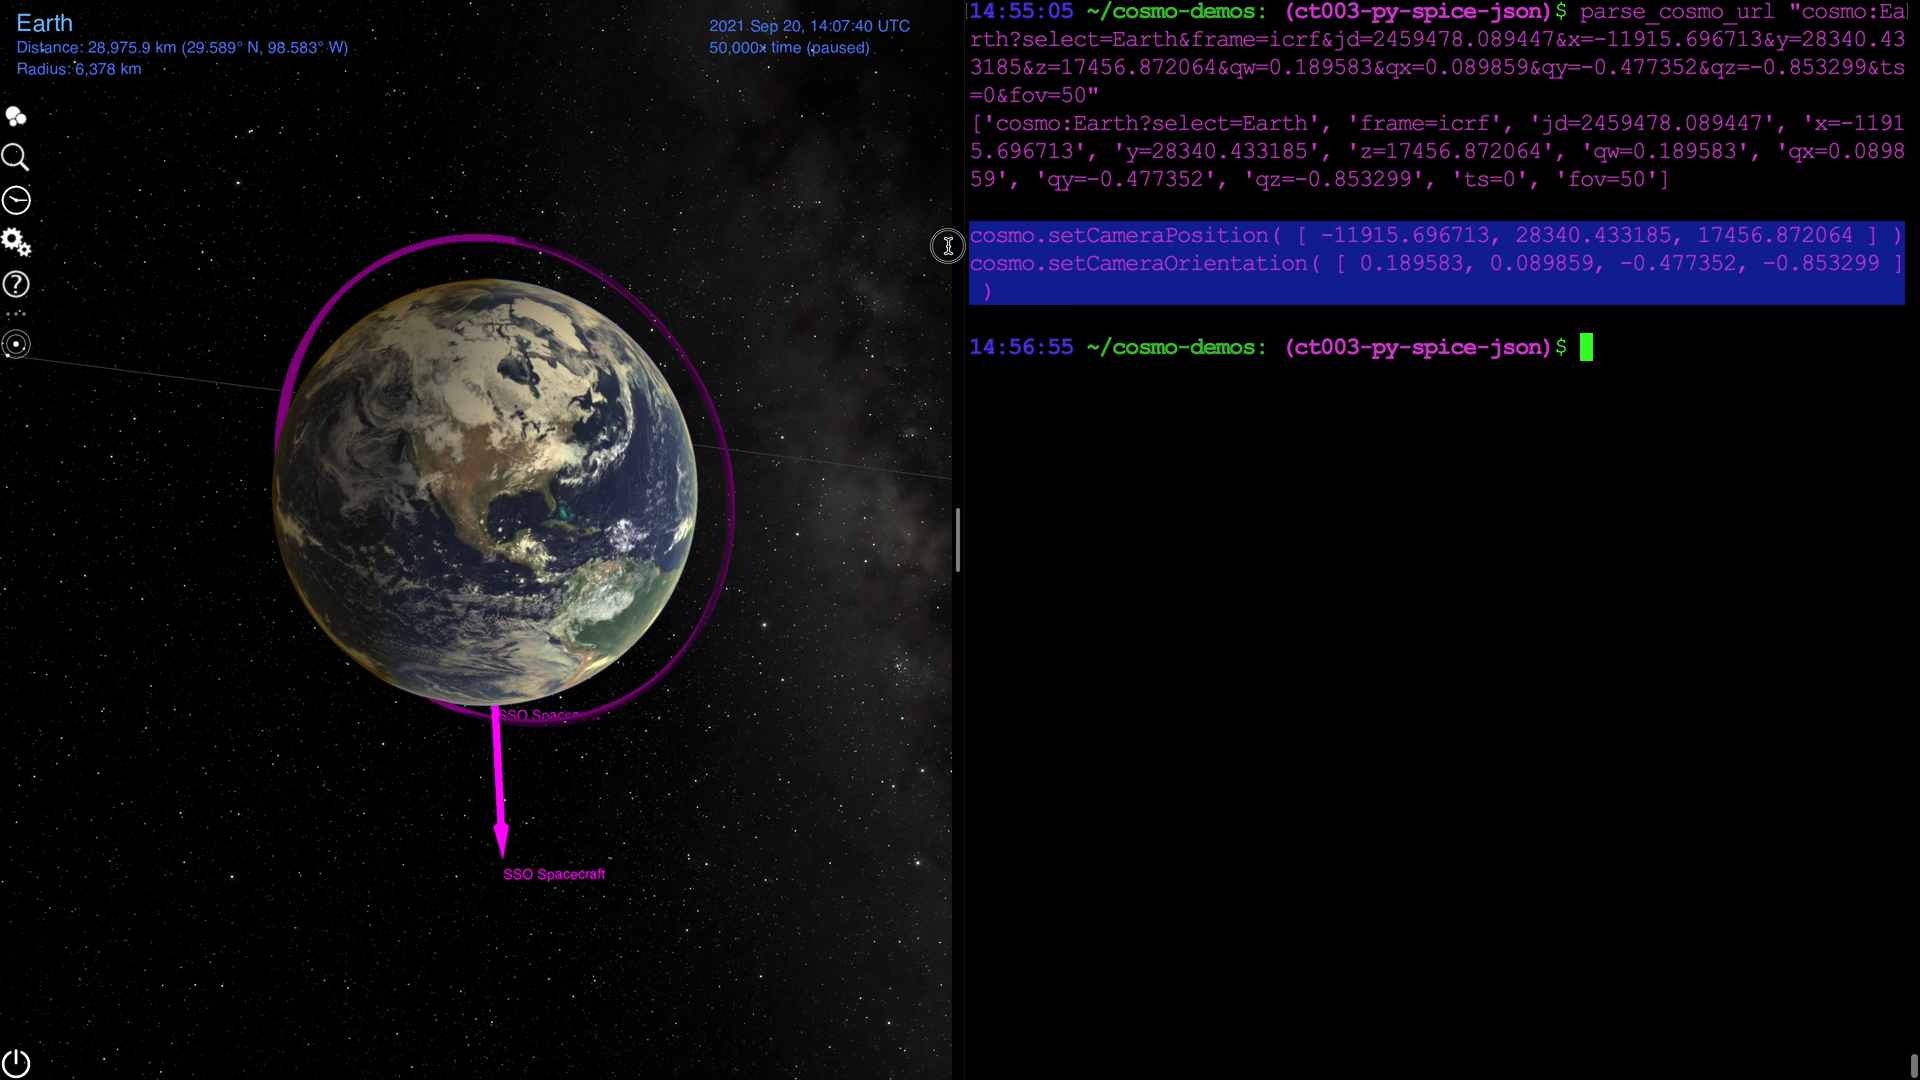 Earth
Distance: 28,975.9 km (29.589° N, 98.583° W)
Radius: 6,378 km
2021 Sep 20, 14:07:40 UTC
50,000x time (paused)
SSO Spacecraft
14:55:05 ~/cosmo-demos: (ct003-py-spice-json)$ parse_cosmo_url "cosmo:Ea
rth?select=Earth&frame=icrf&jd=2459478.089447&x=-11915.696713&y=28340.43
3185&z=17456.872064&qw=0.189583&qx=0.089859&qy=-0.477352&qz=-0.853299&ts
=0&fov=50"
['cosmo:Earth?select=Earth', 'frame=icrf', 'jd=2459478.089447', 'x=-1191
5.696713', 'y=28340.433185', 'z=17456.872064', 'qw=0.189583', 'qx=0.0898
59', 'qy=-0.477352', 'qz=-0.853299', 'ts=0', 'fov=50']
cosmo.setCameraPosition( [ -11915.696713, 28340.433185, 17456.872064 ] )
cosmo.setCameraOrientation( [ 0.189583, 0.089859, -0.477352, -0.853299 ]
)
14:56:55 ~/cosmo-demos: (ct003-py-spice-json)$